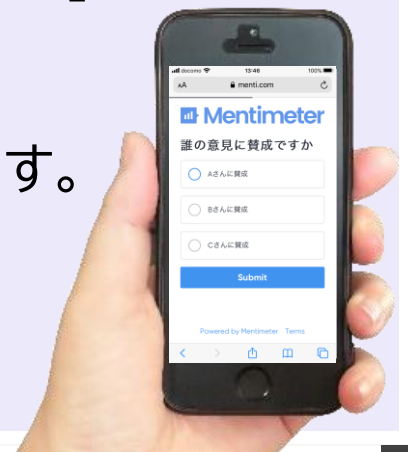 す。
docomo
13:46
100%
AA
menti.com
Mentimeter
誰の意見に賛成ですか
Aさんに賛成
Bさんに賛成
Cさんに賛成
Submit
Powered by Mentimeter Terms